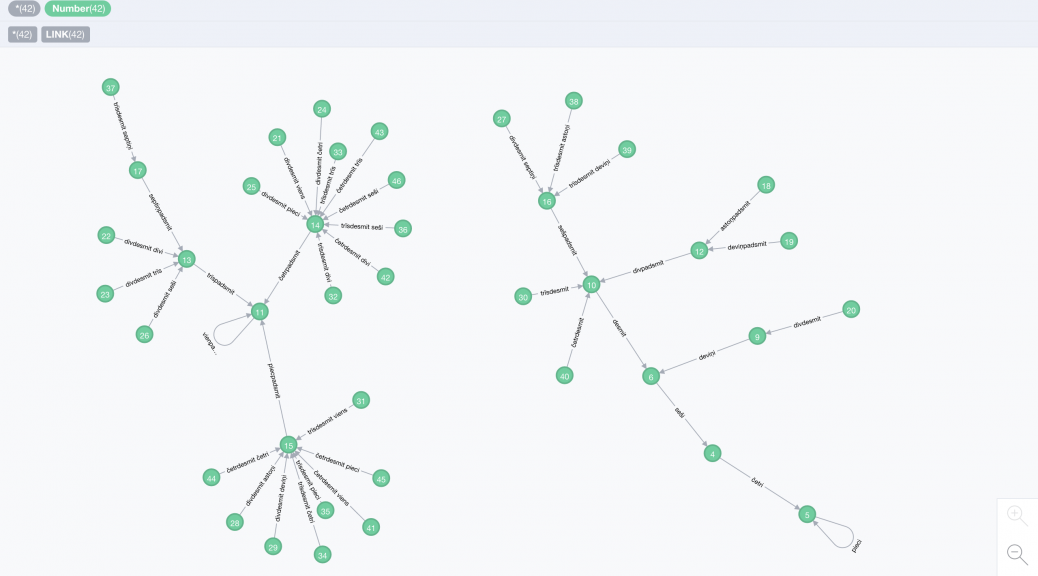 *(42) Number(42)
*(42) LINK(42)
37
trīsdesmit septiņi
17
septiņpadsmit
22
divdesmit divi
13
23
divdesmit trīs
26
divdesmit seši
trīspadsmit
11
vienpa...
24
divdesmit četri
21
divdesmit viens
33
trīsdesmit trīs
43
četrdesmit trīs
25
divdesmit pieci
46
četrdesmit seši
14
trīsdesmit seši
36
četrdesmit divi
42
trīsdesmit divi
32
četrpadsmit
piecpadsmit
31
trīsdesmit viens
15
44
četrdesmit četri
četrdesmit pieci
45
28
divdesmit astoņi
29
divdesmit deviņi
35
trīsdesmit pieci
34
trīsdesmit četri
41
četrdesmit viens
27
divdesmit septiņi
38
trīsdesmit astoņi
39
trīsdesmit deviņi
16
sešpadsmit
18
astoņpadsmit
19
deviņpadsmit
12
divpadsmit
10
30
trīsdesmit
40
četrdesmit
desmit
20
divdesmit
9
deviņi
6
seši
4
četri
5
pieci